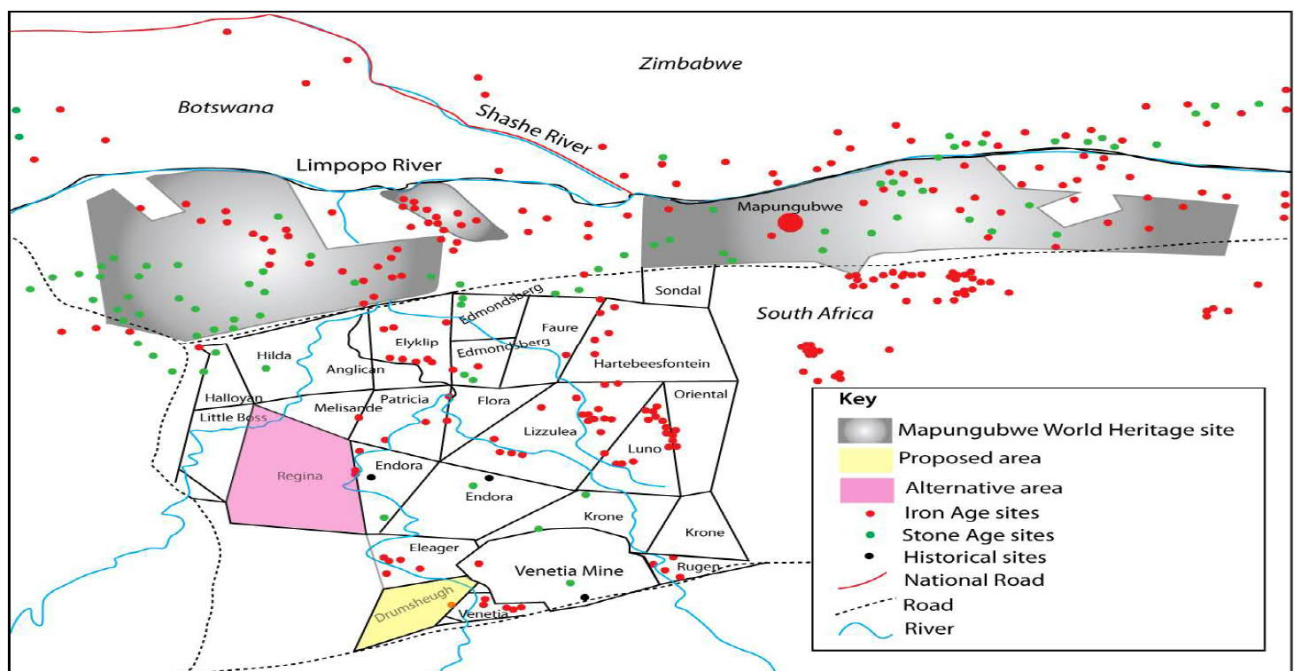 Zimbabwe
Botswana
Shashe River
Limpopo River
Mapungubwe
Sondal
South Africa
Edmondsberg
Faure
Elyklip
Edmondsberg
Hartebeesfontein
Hilda
Anglican
Halloyan
Little Boss
Melisande
Patricia
Flora
Oriental
Lizzulea
Luno
Regina
Endora
Endora
Krone
Krone
Eleager
Venetia Mine
Rugen
Drumsheugh
Venetia
Key
Mapungubwe World Heritage site
Proposed area
Alternative area
Iron Age sites
Stone Age sites
Historical sites
National Road
Road
River